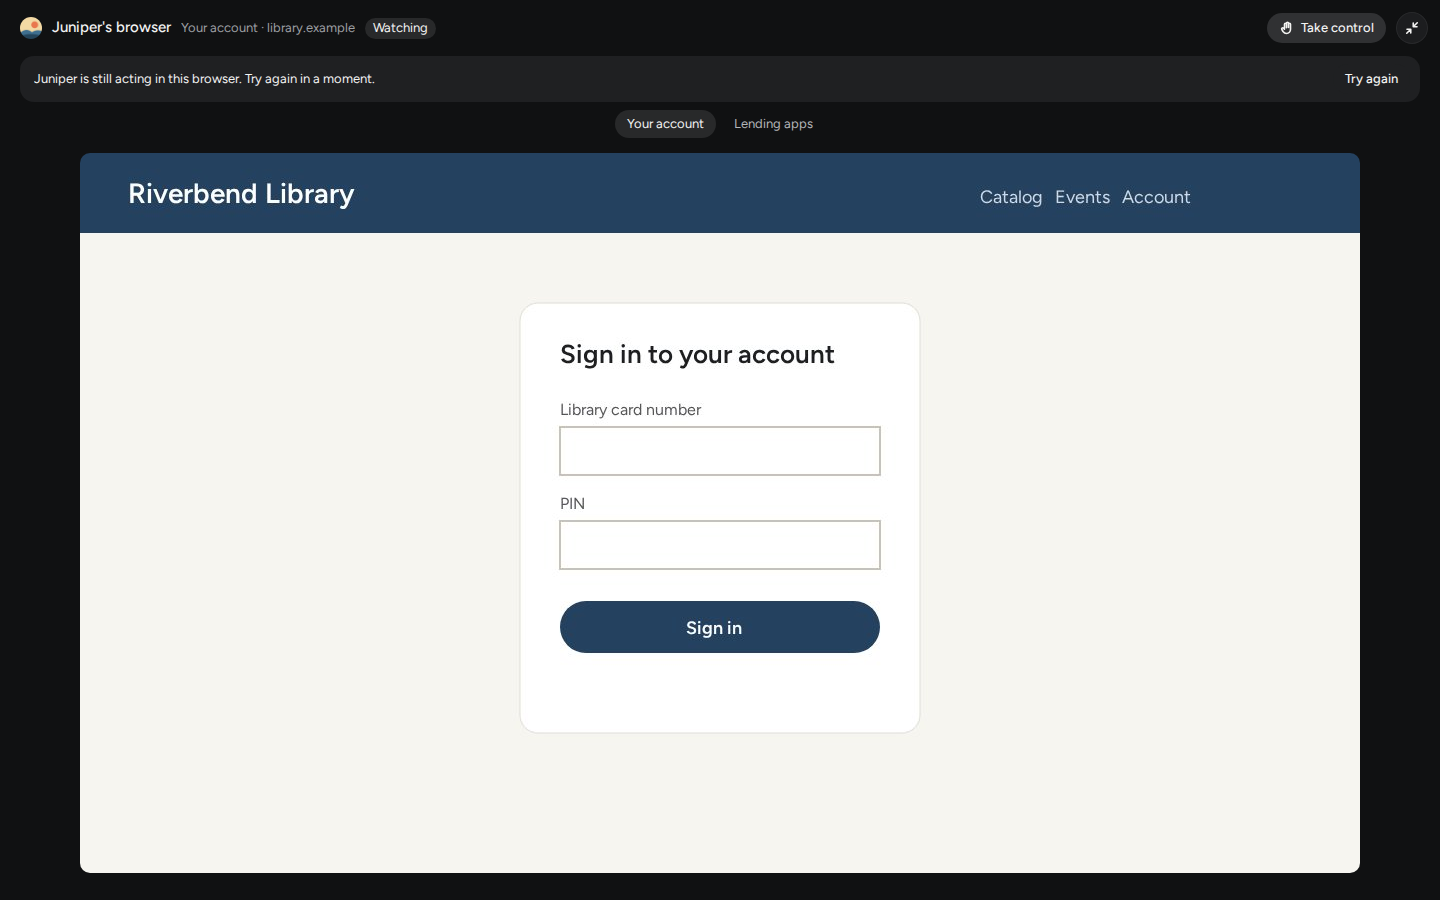 Juniper's browser Your account · library.example Watching Take control
Juniper is still acting in this browser. Try again in a moment. Try again
Your account Lending apps
Riverbend Library Catalog Events Account
Sign in to your account
Library card number
PIN
Sign in